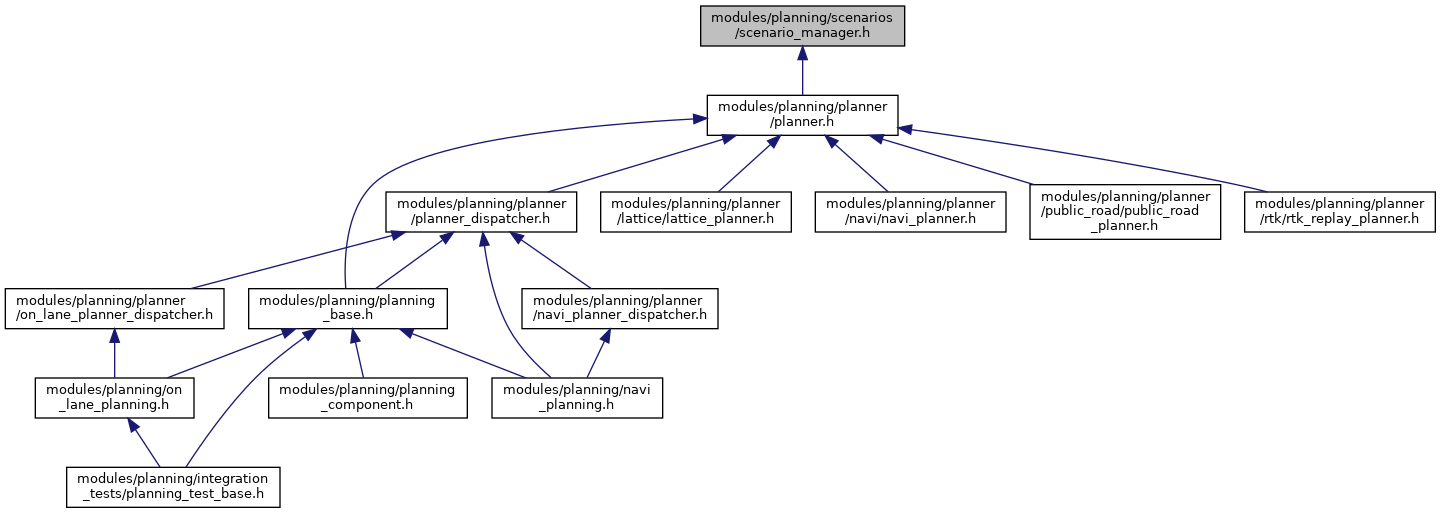 modules/planning/scenarios
/scenario_manager.h
modules/planning/planner
/planner.h
modules/planning/planner
/planner_dispatcher.h
modules/planning/planner
/lattice/lattice_planner.h
modules/planning/planner
/navi/navi_planner.h
modules/planning/planner
/public_road/public_road
_planner.h
modules/planning/planner
/rtk/rtk_replay_planner.h
modules/planning/planner
/on_lane_planner_dispatcher.h
modules/planning/planning
_base.h
modules/planning/planner
/navi_planner_dispatcher.h
modules/planning/on
_lane_planning.h
modules/planning/planning
_component.h
modules/planning/navi
_planning.h
modules/planning/integration
_tests/planning_test_base.h